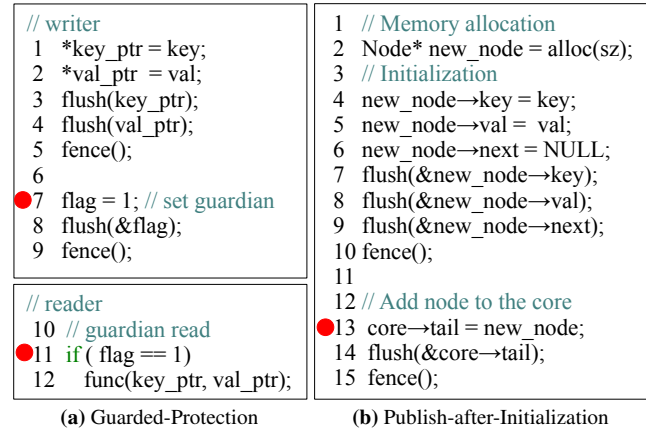 // writer
1 *key_ptr = key;
2 *val_ptr = val;
3 flush(key_ptr);
4 flush(val_ptr);
5 fence();
6
7 flag = 1; // set guardian
8 flush(&flag);
9 fence();
// reader
10 // guardian read
11 if ( flag == 1)
12 func(key_ptr, val_ptr);
(a) Guarded-Protection
1 // Memory allocation
2 Node* new_node = alloc(sz);
3 // Initialization
4 new_node→key = key;
5 new_node→val = val;
6 new_node→next = NULL;
7 flush(&new_node→key);
8 flush(&new_node→val);
9 flush(&new_node→next);
10 fence();
11
12 // Add node to the core
13 core→tail = new_node;
14 flush(&core→tail);
15 fence();
(b) Publish-after-Initialization